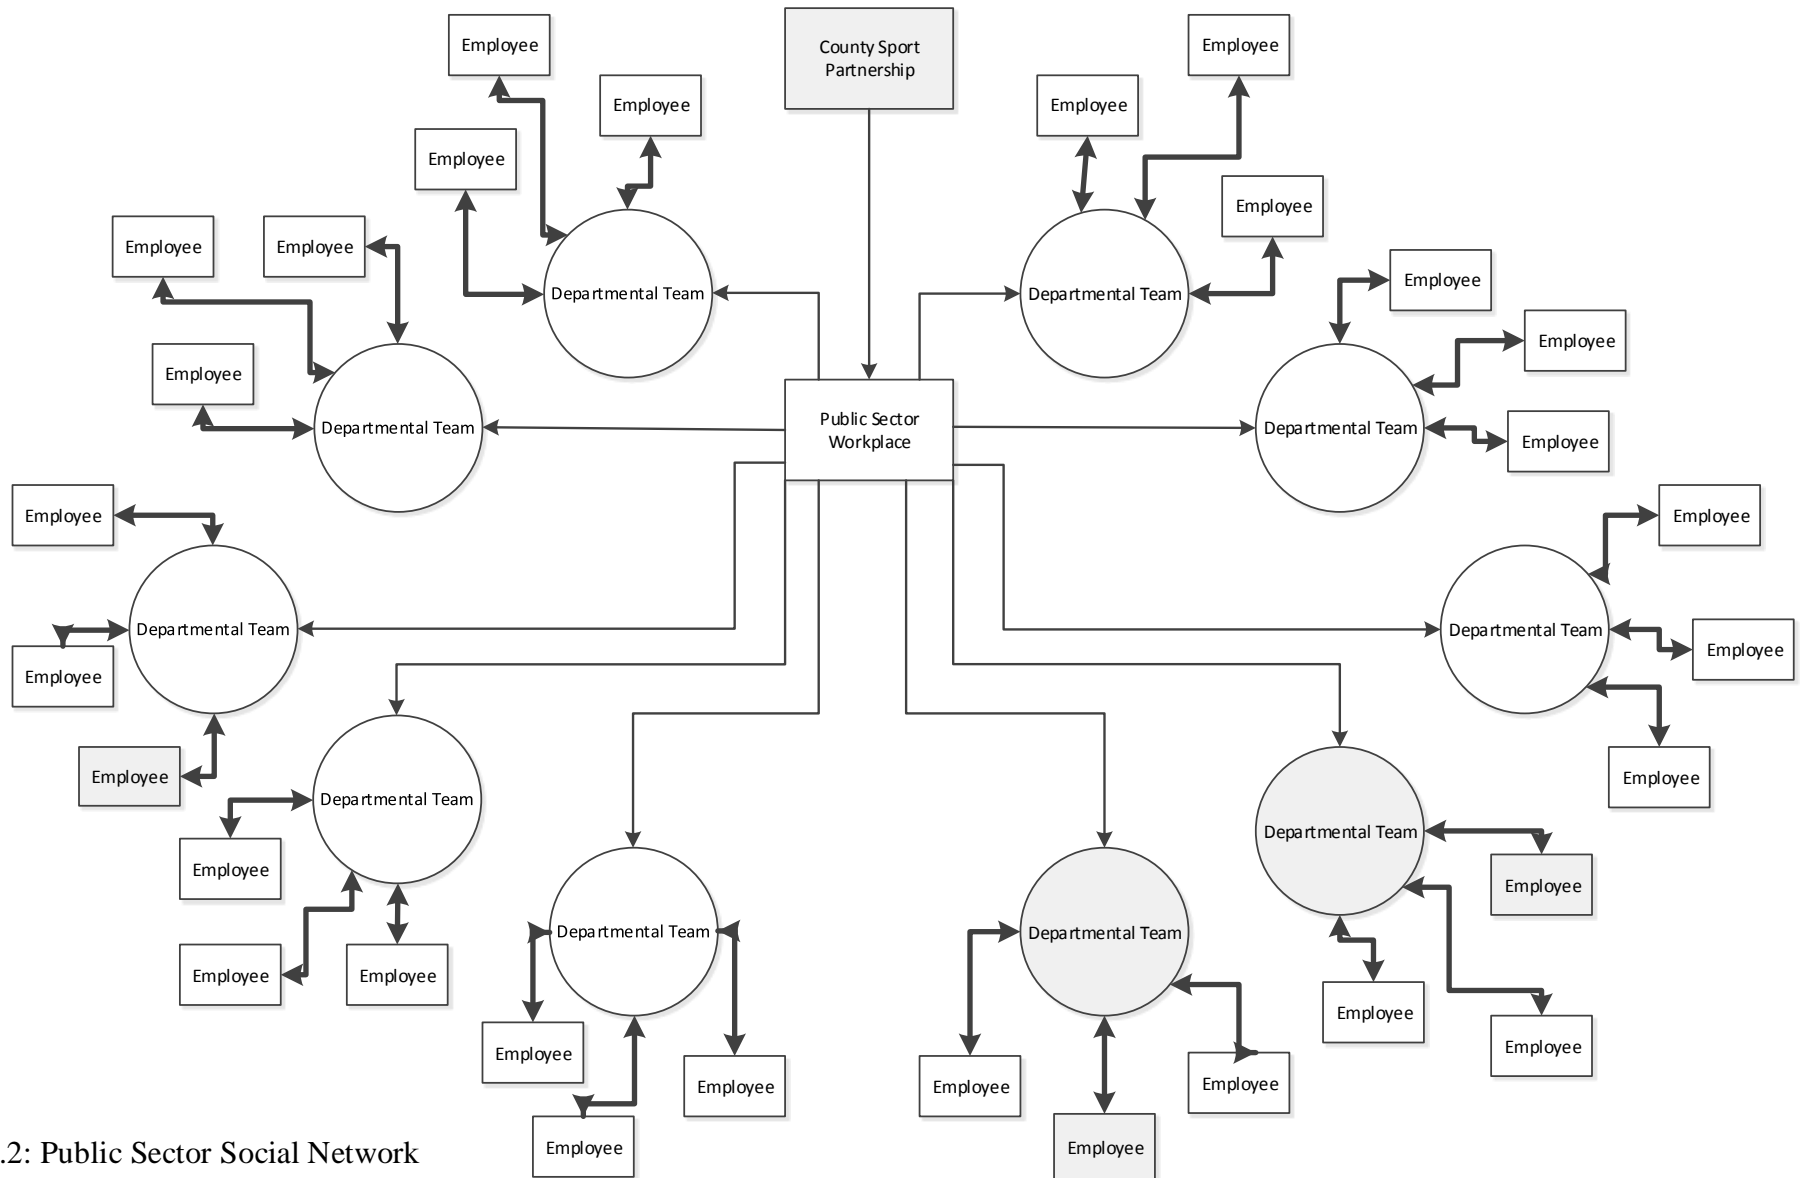 Employee
County Sport
Partnership
Employee
Employee
Employee
Employee
Employee
Employee
Employee
Employee
Employee
Departmental Team
Departmental Team
Employee
Employee
Public Sector
Workplace
Departmental Team
Departmental Team
Employee
Employee
Employee
Departmental Team
Departmental Team
Employee
Employee
Employee
Employee
Departmental Team
Departmental Team
Employee
Employee
Departmental Team
Departmental Team
Employee
Employee
Employee
Employee
Employee
Employee
Employee
Employee
Employee
Employee
.2: Public Sector Social Network